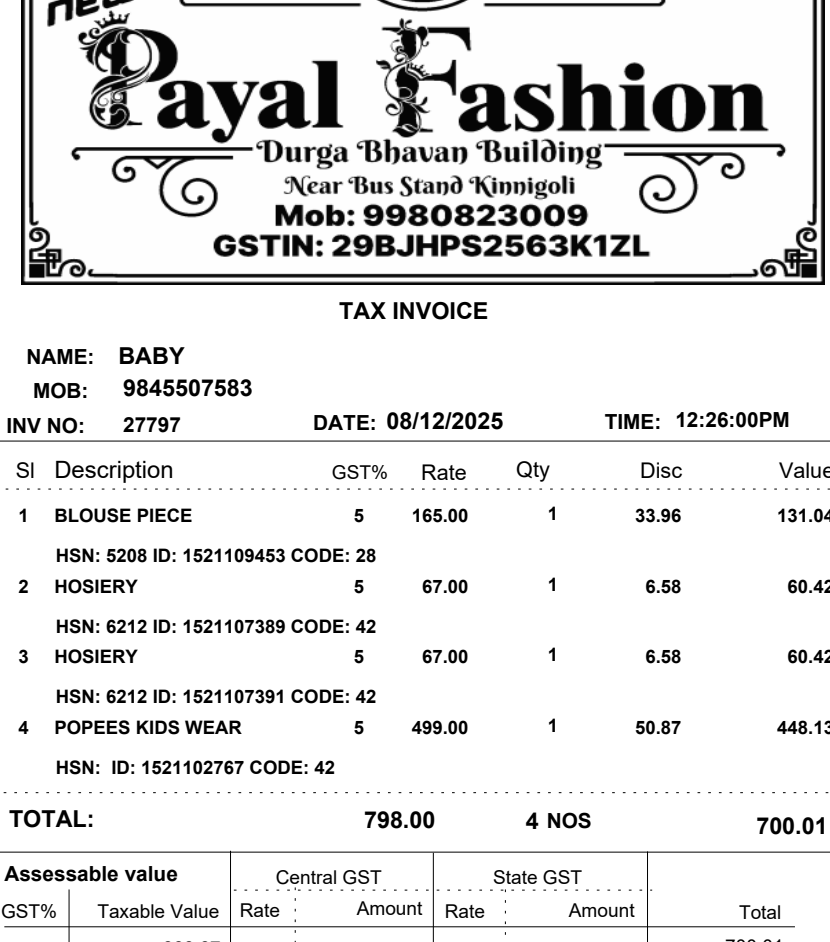 new
Payal Fashion
Durga Bhavan Building
Near Bus Stand Kinnigoli
Mob: 9980823009
GSTIN: 29BJHPS2563K1ZL
TAX INVOICE
NAME: BABY
MOB: 9845507583
INV NO: 27797 DATE: 08/12/2025 TIME: 12:26:00PM
Sl Description GST% Rate Qty Disc Value
1 BLOUSE PIECE 5 165.00 1 33.96 131.04
HSN: 5208 ID: 1521109453 CODE: 28
2 HOSIERY 5 67.00 1 6.58 60.42
HSN: 6212 ID: 1521107389 CODE: 42
3 HOSIERY 5 67.00 1 6.58 60.42
HSN: 6212 ID: 1521107391 CODE: 42
4 POPEES KIDS WEAR 5 499.00 1 50.87 448.13
HSN: ID: 1521102767 CODE: 42
TOTAL: 798.00 4 NOS 700.01
Assessable value Central GST State GST
GST% Taxable Value Rate Amount Rate Amount Total